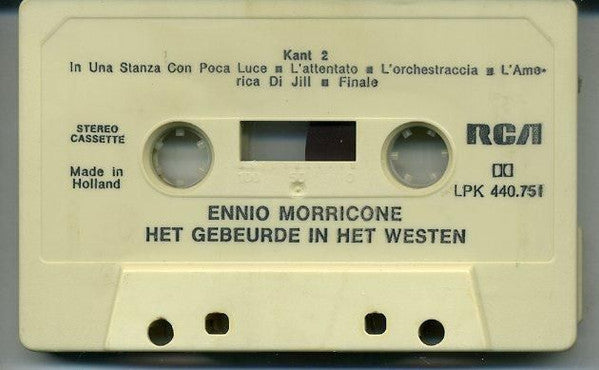 Kant 2
In Una Stanza Con Poca Luce ■ L'attentato ■ L'orchestraccia ■ L'Ame-
rica Di Jill ■ Finale
STEREO
CASSETTE
RCA
Made in
Holland
LPK 440.751
ENNIO MORRICONE
HET GEBEURDE IN HET WESTEN